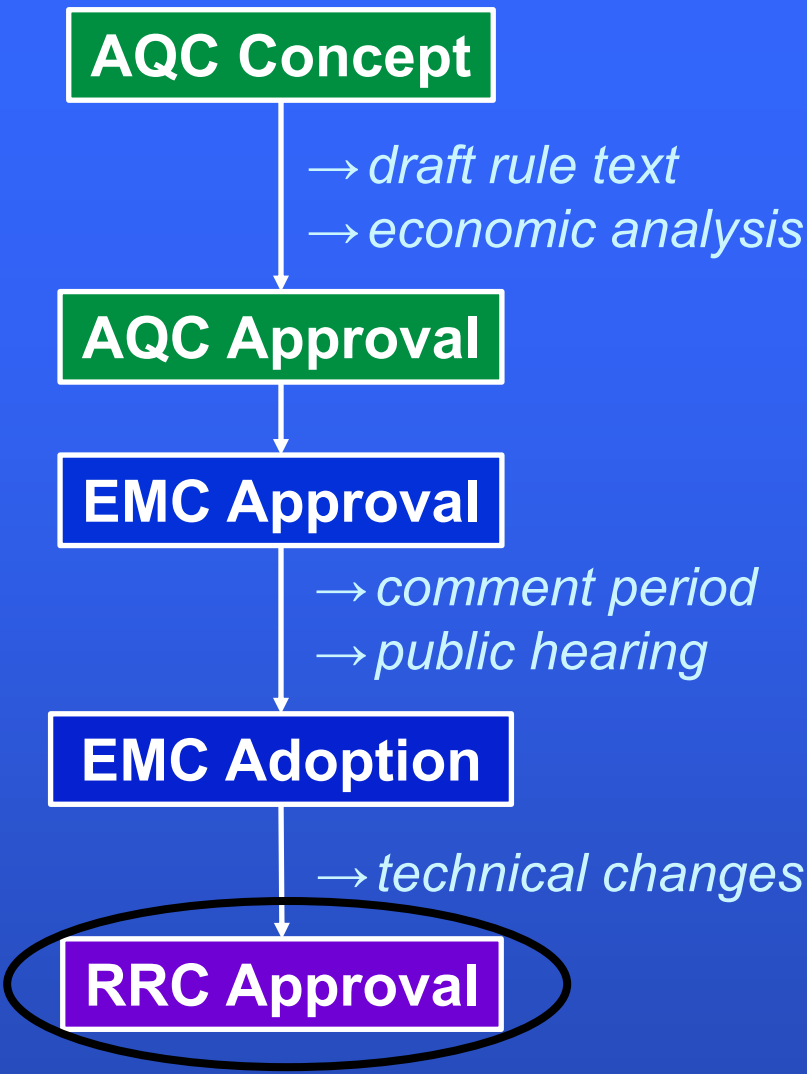 AQC Concept
→ draft rule text
→ economic analysis
AQC Approval
EMC Approval
→ comment period
→ public hearing
EMC Adoption
→ technical changes
RRC Approval